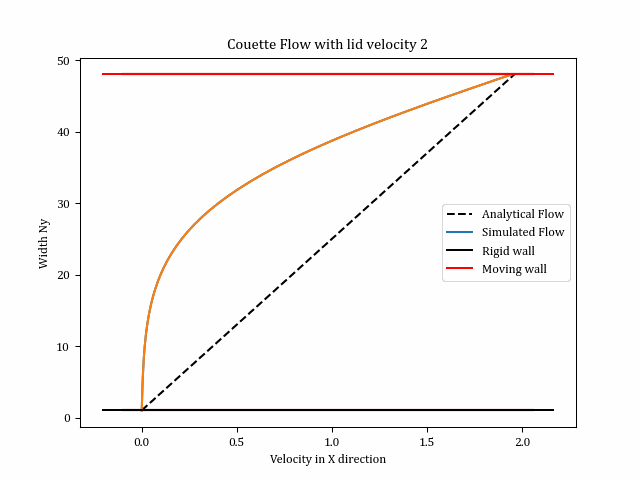 Couette Flow with lid velocity 2
50
40
30
20
10
0
Width Ny
Analytical Flow
Simulated Flow
Rigid wall
Moving wall
0.0 0.5 1.0 1.5 2.0
Velocity in X direction